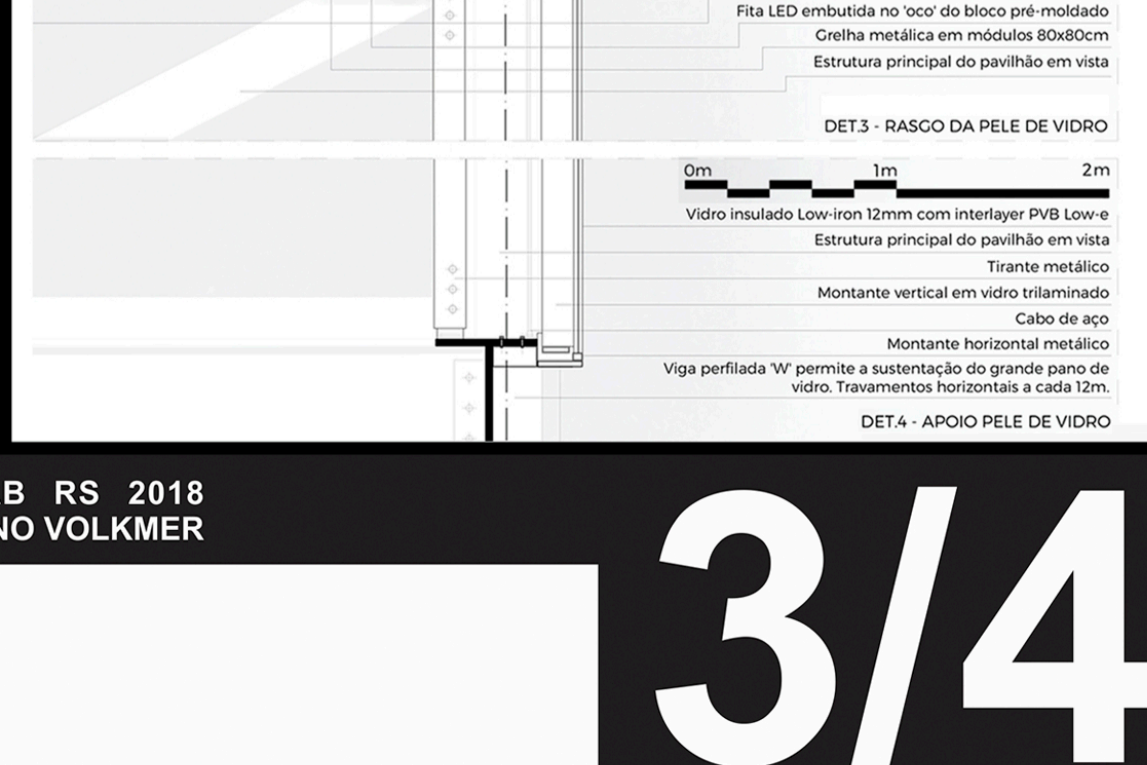 Fita LED embutida no 'oco' do bloco pré-moldado
Grelha metálica em módulos 80x80cm
Estrutura principal do pavilhão em vista
DET.3 - RASGO DA PELE DE VIDRO
0m 1m 2m
Vidro insulado Low-iron 12mm com interlayer PVB Low-e
Estrutura principal do pavilhão em vista
Tirante metálico
Montante vertical em vidro trilaminado
Cabo de aço
Montante horizontal metálico
Viga perfilada 'W' permite a sustentação do grande pano de
vidro. Travamentos horizontais a cada 12m.
DET.4 - APOIO PELE DE VIDRO
B RS 2018
NO VOLKMER
3/4